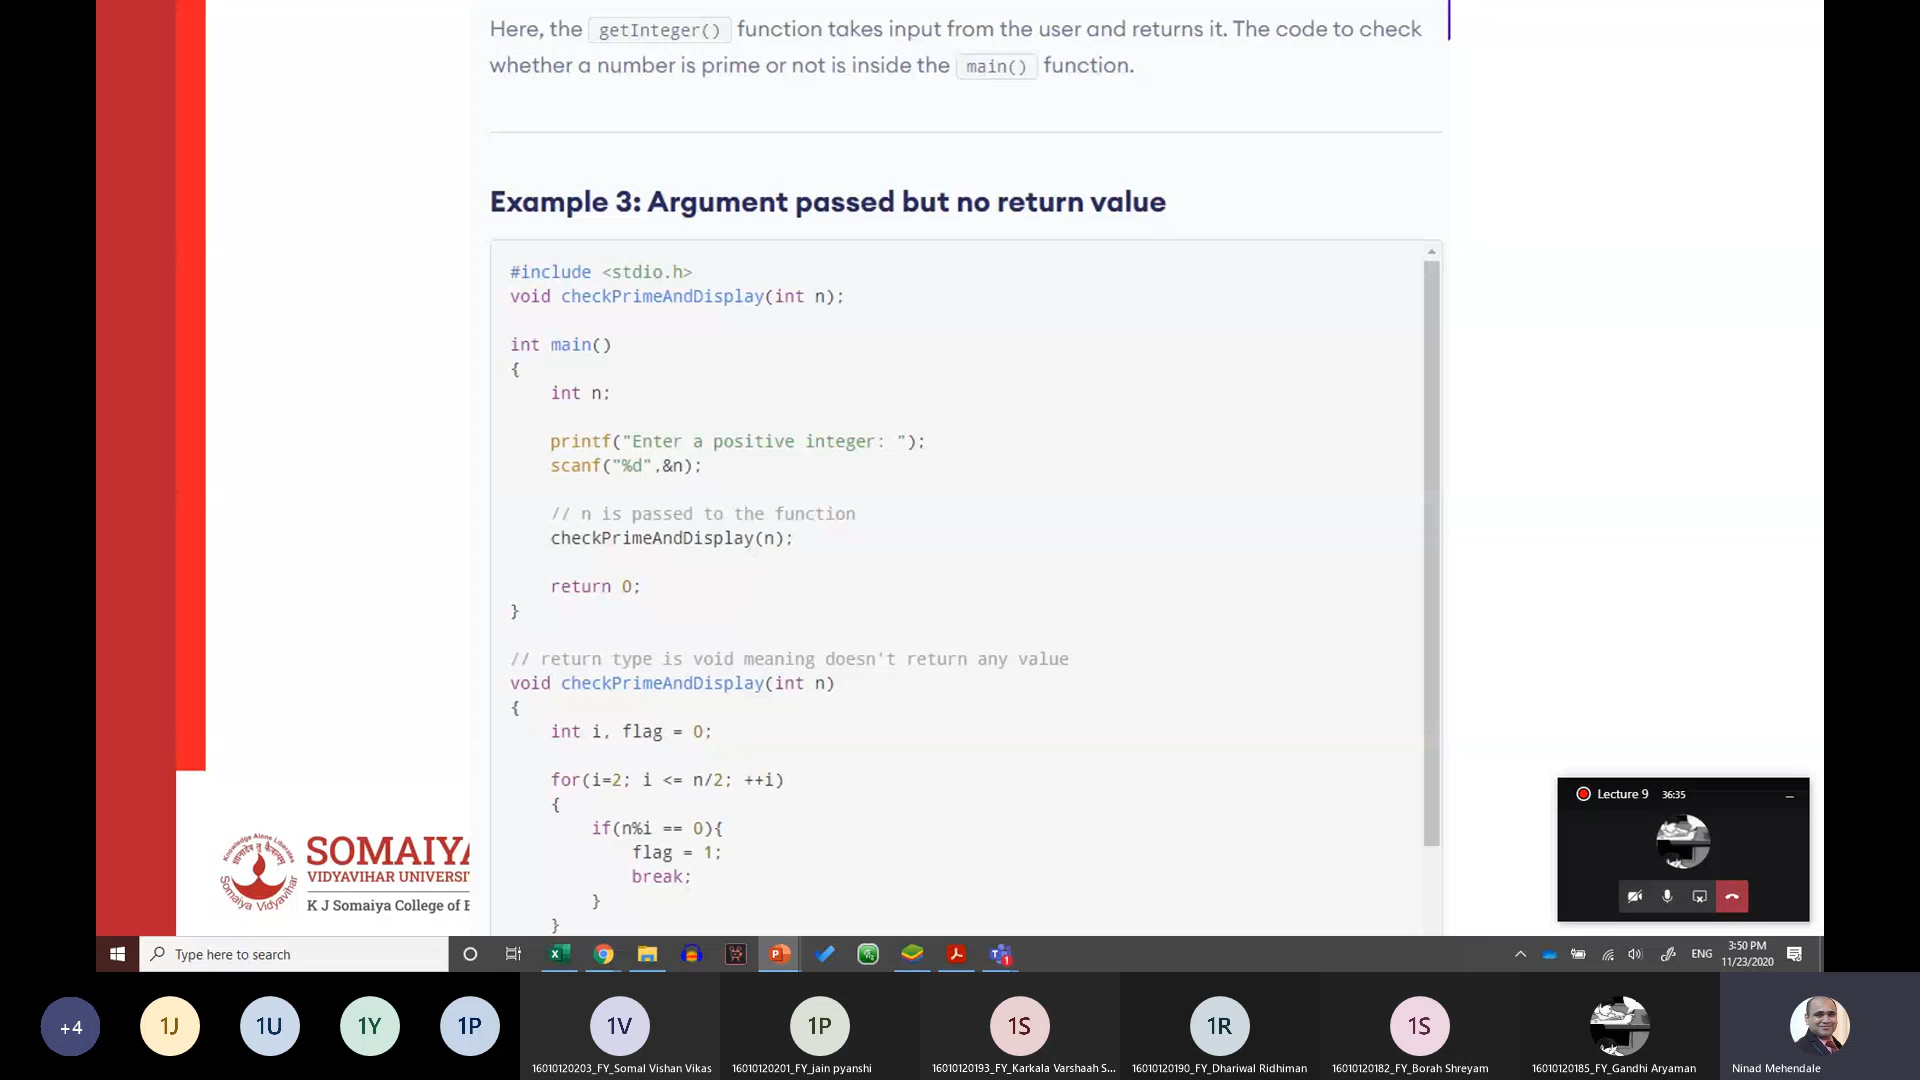 Here, the getInteger() function takes input from the user and returns it. The code to check
whether a number is prime or not is inside the main() function.
Example 3: Argument passed but no return value
#include <stdio.h>
void checkPrimeAndDisplay(int n);
int main()
{
    int n;
    printf("Enter a positive integer: ");
    scanf("%d",&n);
    // n is passed to the function
    checkPrimeAndDisplay(n);
    return 0;
}
// return type is void meaning doesn't return any value
void checkPrimeAndDisplay(int n)
{
    int i, flag = 0;
    for(i=2; i <= n/2; ++i)
    {
        if(n%i == 0){
            flag = 1;
            break;
        }
    }
Knowledge Alone Liberates
Somaiya Vidyavihar
SOMAIYA
VIDYAVIHAR UNIVERSI
K J Somaiya College of E
Lecture 9 36:35
Type here to search
ENG
3:50 PM
11/23/2020
+4
1J
1U
1Y
1P
1V
1P
1S
1R
1S
16010120203_FY_Somal Vishan Vikas
16010120201_FY_jain pyanshi
16010120193_FY_Karkala Varshaah S...
16010120190_FY_Dhariwal Ridhiman
16010120182_FY_Borah Shreyam
16010120185_FY_Gandhi Aryaman
Ninad Mehendale